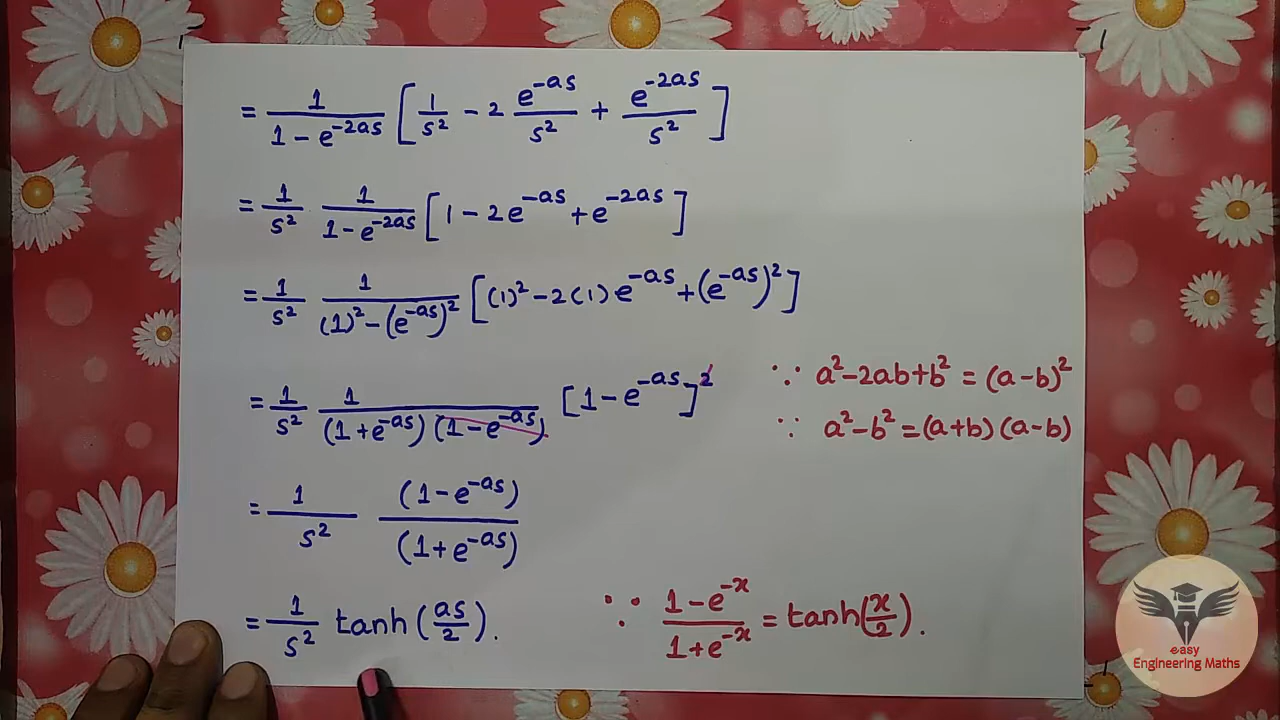 = 1/(1 - e^{-2as}) [ 1/s² - 2 e^{-as}/s² + e^{-2as}/s² ]
= 1/s² 1/(1-e^{-2as}) [ 1 - 2e^{-as} + e^{-2as} ]
= 1/s² 1/((1)² - (e^{-as})²) [ (1)² - 2(1) e^{-as} + (e^{-as})² ]
= 1/s² 1/((1+e^{-as}) (1-e^{-as})) [1 - e^{-as}]² ∵ a² - 2ab + b² = (a-b)²
∵ a² - b² = (a+b) (a-b)
= 1/s² (1-e^{-as})/(1+e^{-as})
= 1/s² tanh(as/2). ∵ (1-e^{-x})/(1+e^{-x}) = tanh(x/2).
easy
Engineering Maths